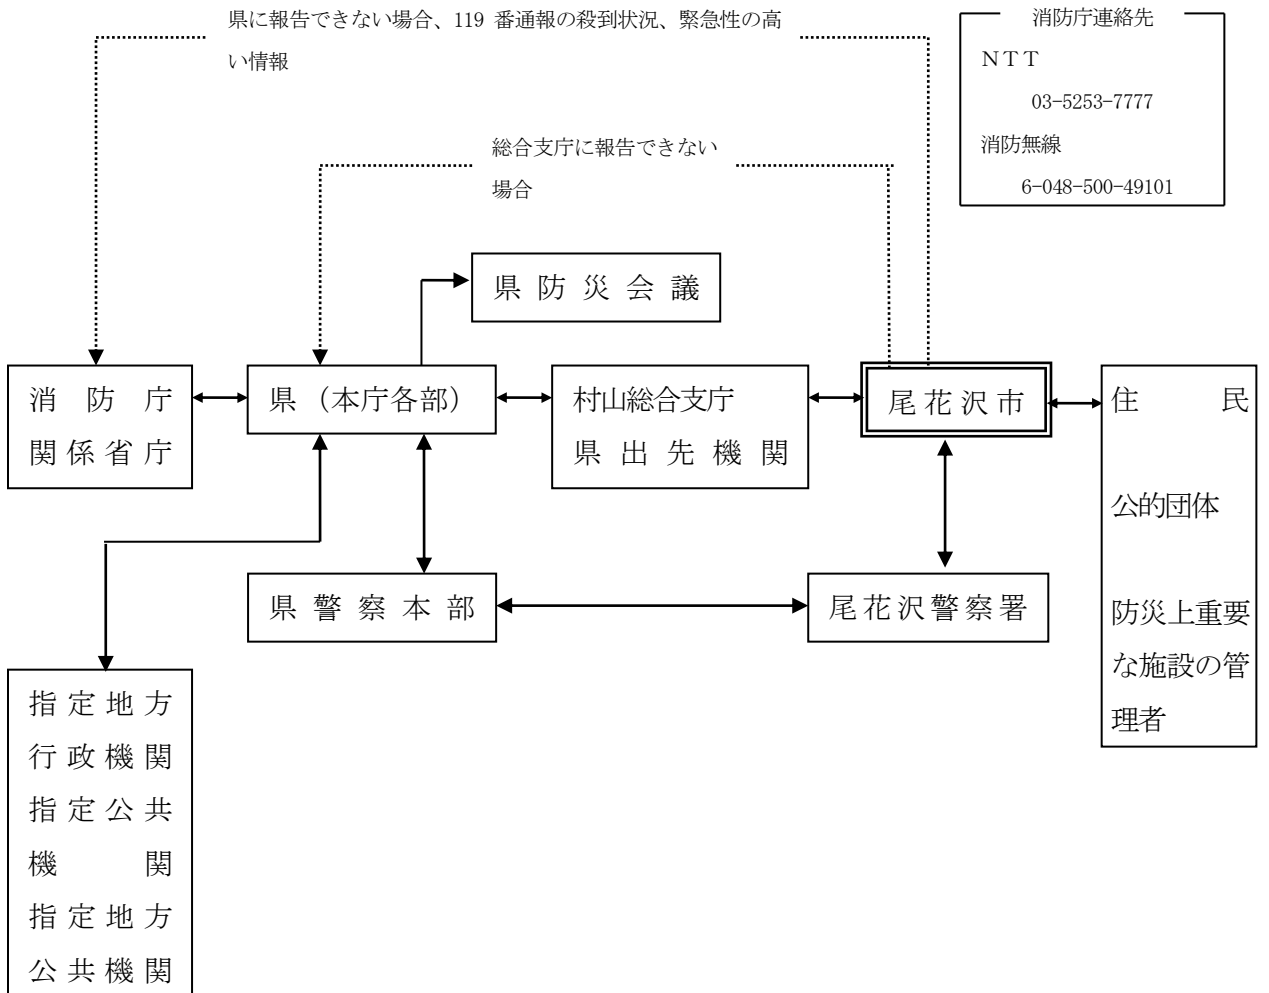 県に報告できない場合、119 番通報の殺到状況、緊急性の高
い情報
消防庁連絡先
ＮＴＴ
03-5253-7777
消防無線
6-048-500-49101
総合支庁に報告できない
場合
県防災会議
消防庁
関係省庁
県（本庁各部）
村山総合支庁
県出先機関
尾花沢市
住民
公的団体
防災上重要
な施設の管
理者
県警察本部
尾花沢警察署
指定地方
行政機関
指定公共
機関
指定地方
公共機関